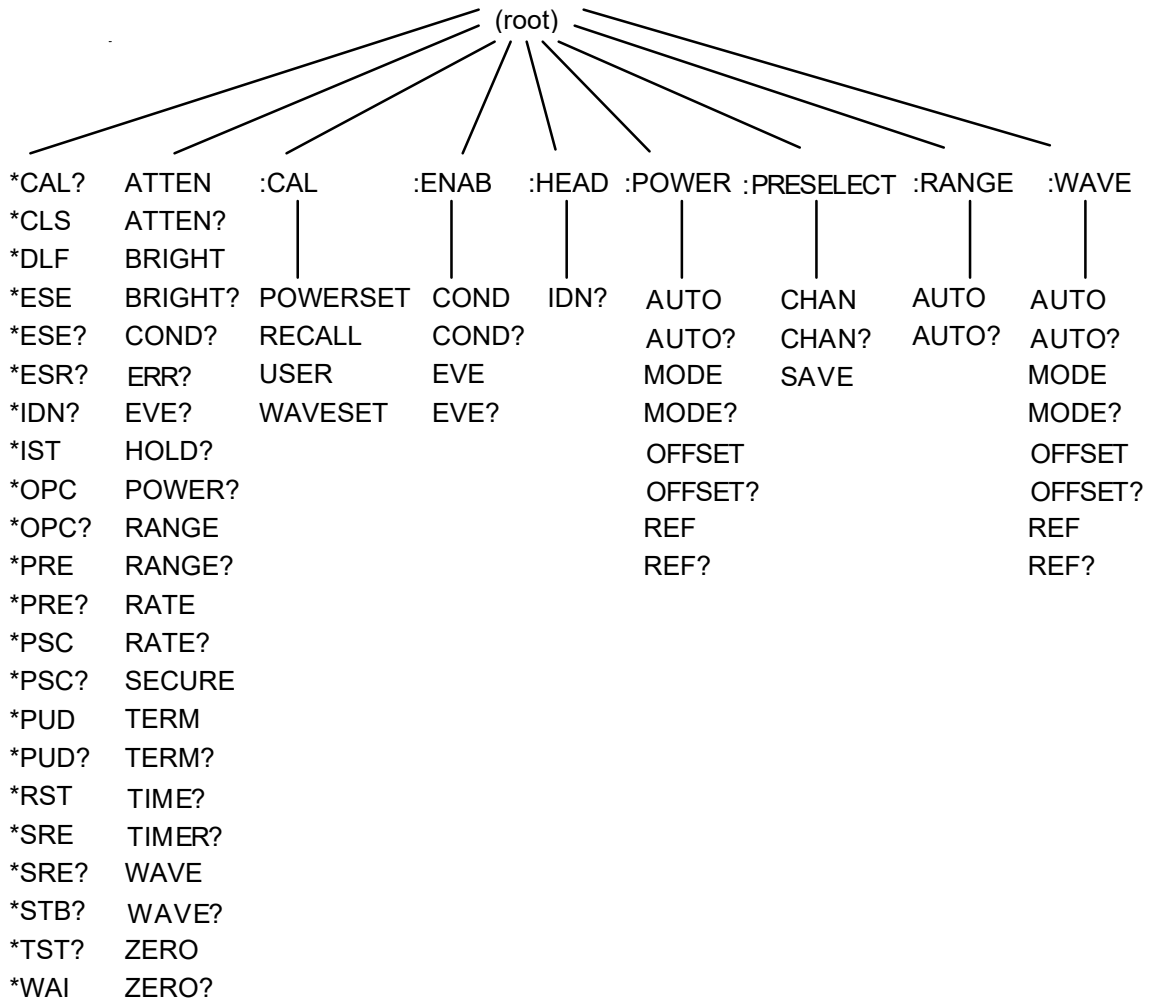 (root)
*CAL? ATTEN :CAL :ENAB :HEAD :POWER :PRESELECT :RANGE :WAVE
*CLS ATTEN?
*DLF BRIGHT
*ESE BRIGHT? POWERSET COND IDN? AUTO CHAN AUTO AUTO
*ESE? COND? RECALL COND? AUTO? CHAN? AUTO? AUTO?
*ESR? ERR? USER EVE MODE SAVE MODE
*IDN? EVE? WAVESET EVE? MODE? MODE?
*IST HOLD? OFFSET OFFSET
*OPC POWER? OFFSET? OFFSET?
*OPC? RANGE REF REF
*PRE RANGE? REF? REF?
*PRE? RATE
*PSC RATE?
*PSC? SECURE
*PUD TERM
*PUD? TERM?
*RST TIME?
*SRE TIMER?
*SRE? WAVE
*STB? WAVE?
*TST? ZERO
*WAI ZERO?